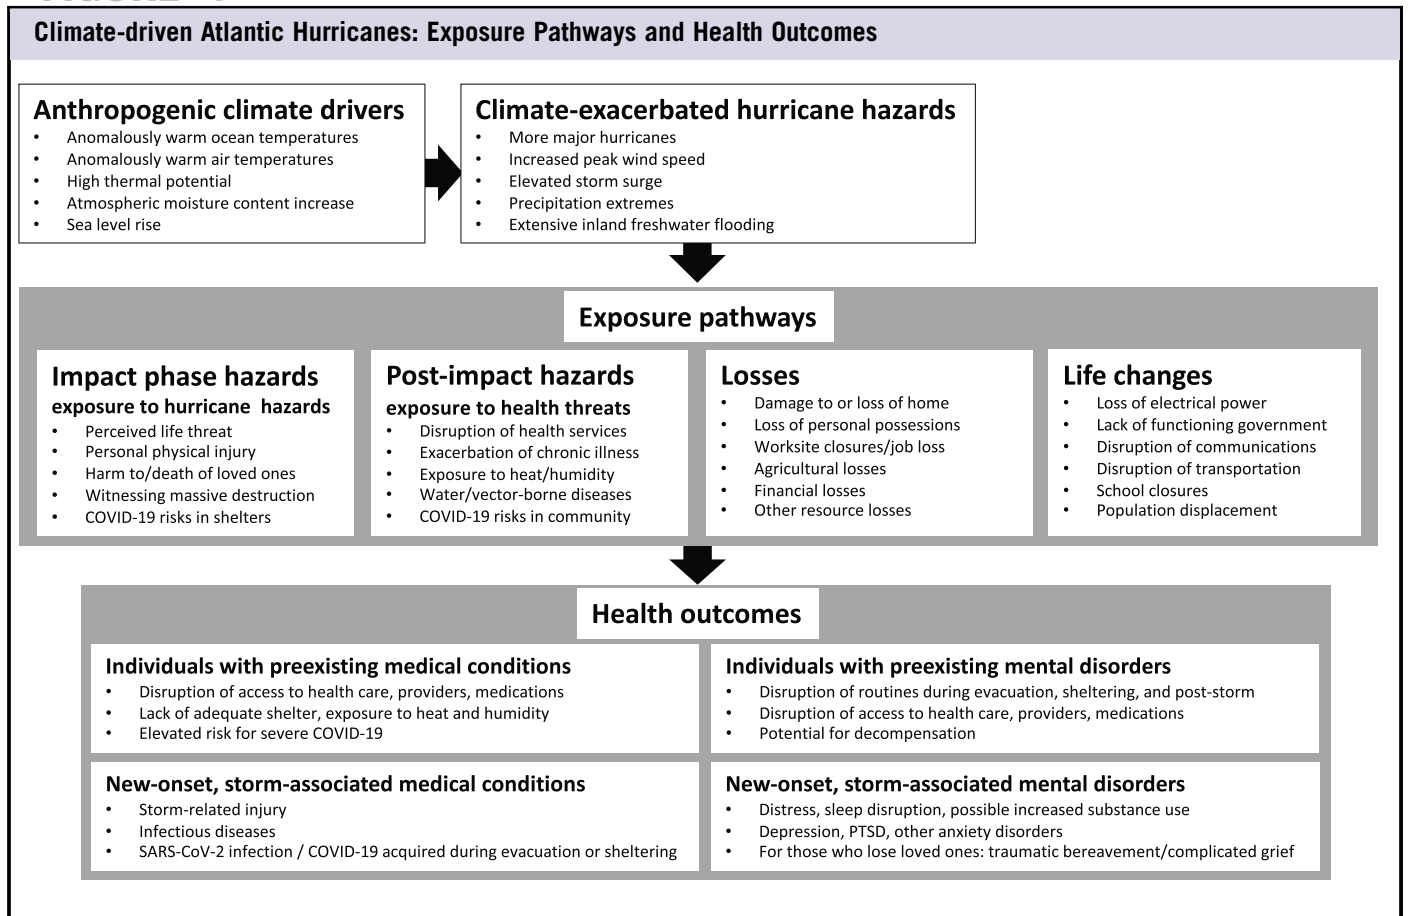 Climate-driven Atlantic Hurricanes: Exposure Pathways and Health Outcomes
Anthropogenic climate drivers
• Anomalously warm ocean temperatures
• Anomalously warm air temperatures
• High thermal potential
• Atmospheric moisture content increase
• Sea level rise
Climate-exacerbated hurricane hazards
• More major hurricanes
• Increased peak wind speed
• Elevated storm surge
• Precipitation extremes
• Extensive inland freshwater flooding
Exposure pathways
Impact phase hazards
exposure to hurricane hazards
• Perceived life threat
• Personal physical injury
• Harm to/death of loved ones
• Witnessing massive destruction
• COVID-19 risks in shelters
Post-impact hazards
exposure to health threats
• Disruption of health services
• Exacerbation of chronic illness
• Exposure to heat/humidity
• Water/vector-borne diseases
• COVID-19 risks in community
Losses
• Damage to or loss of home
• Loss of personal possessions
• Worksite closures/job loss
• Agricultural losses
• Financial losses
• Other resource losses
Life changes
• Loss of electrical power
• Lack of functioning government
• Disruption of communications
• Disruption of transportation
• School closures
• Population displacement
Health outcomes
Individuals with preexisting medical conditions
• Disruption of access to health care, providers, medications
• Lack of adequate shelter, exposure to heat and humidity
• Elevated risk for severe COVID-19
Individuals with preexisting mental disorders
• Disruption of routines during evacuation, sheltering, and post-storm
• Disruption of access to health care, providers, medications
• Potential for decompensation
New-onset, storm-associated medical conditions
• Storm-related injury
• Infectious diseases
• SARS-CoV-2 infection / COVID-19 acquired during evacuation or sheltering
New-onset, storm-associated mental disorders
• Distress, sleep disruption, possible increased substance use
• Depression, PTSD, other anxiety disorders
• For those who lose loved ones: traumatic bereavement/complicated grief